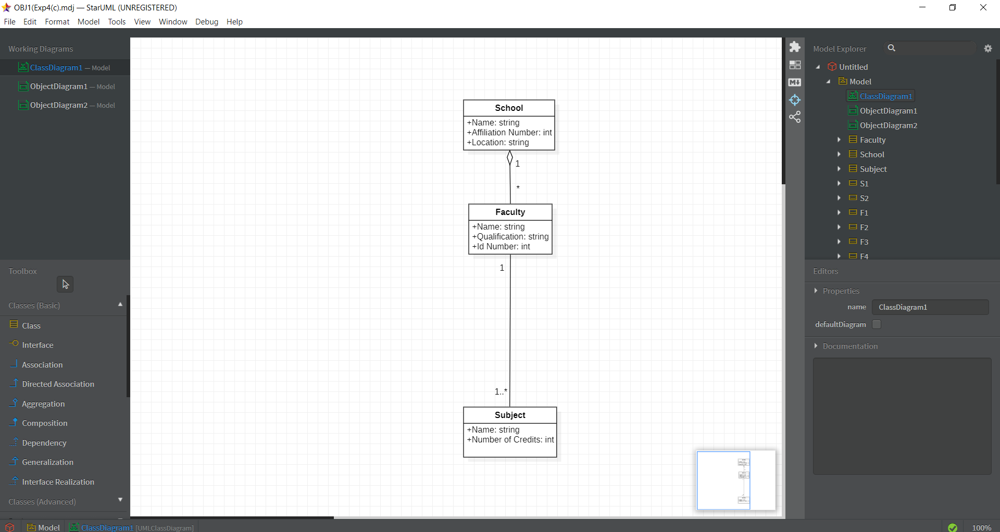 OBJ1(Exp4(c).mdj — StarUML (UNREGISTERED)
File Edit Format Model Tools View Window Debug Help
Working Diagrams
ClassDiagram1 — Model
ObjectDiagram1 — Model
ObjectDiagram2 — Model
Toolbox
Classes (Basic)
Class
Interface
Association
Directed Association
Aggregation
Composition
Dependency
Generalization
Interface Realization
Classes (Advanced)
School
+Name: string
+Affiliation Number: int
+Location: string
1
*
Faculty
+Name: string
+Qualification: string
+Id Number: int
1
1..*
Subject
+Name: string
+Number of Credits: int
M
Model Explorer
Untitled
Model
ClassDiagram1
ObjectDiagram1
ObjectDiagram2
Faculty
School
Subject
S1
S2
F1
F2
F3
F4
Editors
Properties
name ClassDiagram1
defaultDiagram
Documentation
Model ClassDiagram1 [UMLClassDiagram]
100%